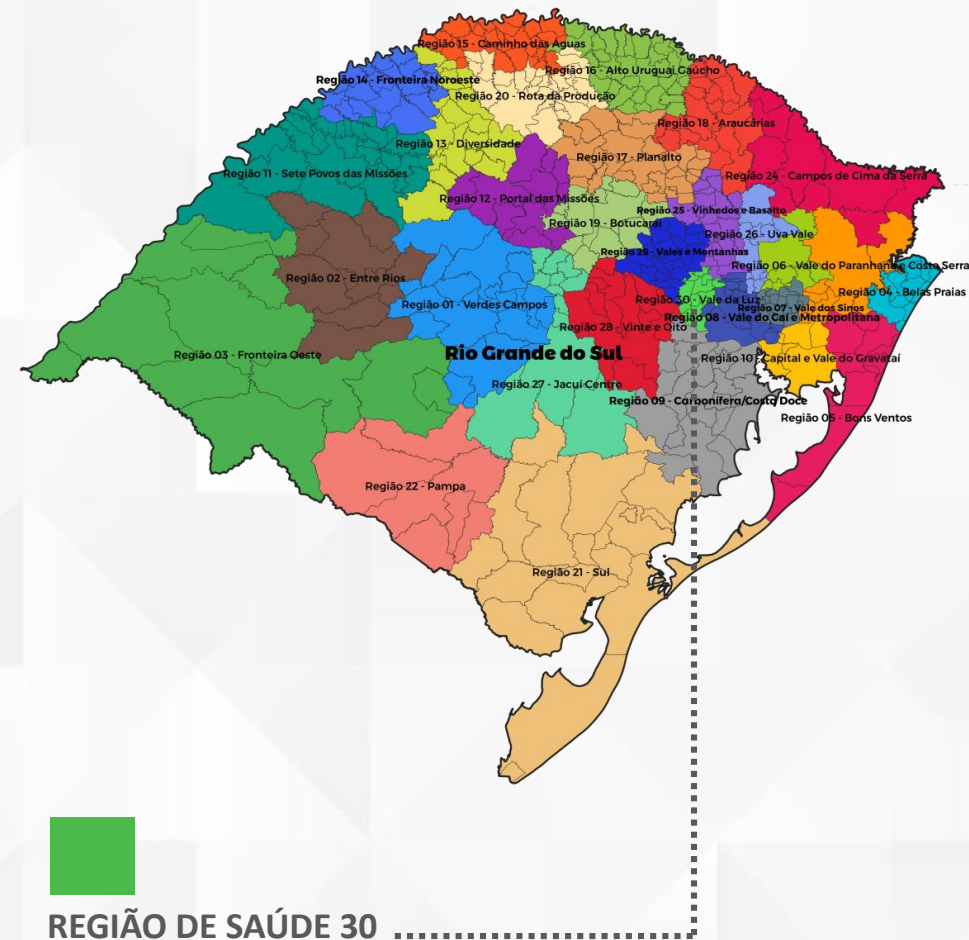 Região 15 - Caminho das Águas
Região 14 - Fronteira Noroeste
Região 16 - Alto Uruguai Gaúcho
Região 20 - Rota da Produção
Região 18 - Araucárias
Região 13 - Diversidade
Região 17 - Planalto
Região 11 - Sete Povos das Missões
Região 24 - Campos de Cima da Serra
Região 12 - Portal das Missões
Região 25 - Vinhedos e Basalto
Região 19 - Botucaraí
Região 26 - Uva Vale
Região 29 - Vales e Montanhas
Região 06 - Vale do Paranhana e Costa Serra
Região 02 - Entre Rios
Região 04 - Belas Praias
Região 30 - Vale da Luz
Região 01 - Verdes Campos
Região 07 - Vale dos Sinos
Região 08 - Vale do Caí e Metropolitana
Região 28 - Vinte e Oito
Região 03 - Fronteira Oeste
Rio Grande do Sul
Região 10 - Capital e Vale do Gravataí
Região 27 - Jacuí Centro
Região 09 - Carbonífera/Costa Doce
Região 05 - Bons Ventos
Região 22 - Pampa
Região 21 - Sul
REGIÃO DE SAÚDE 30